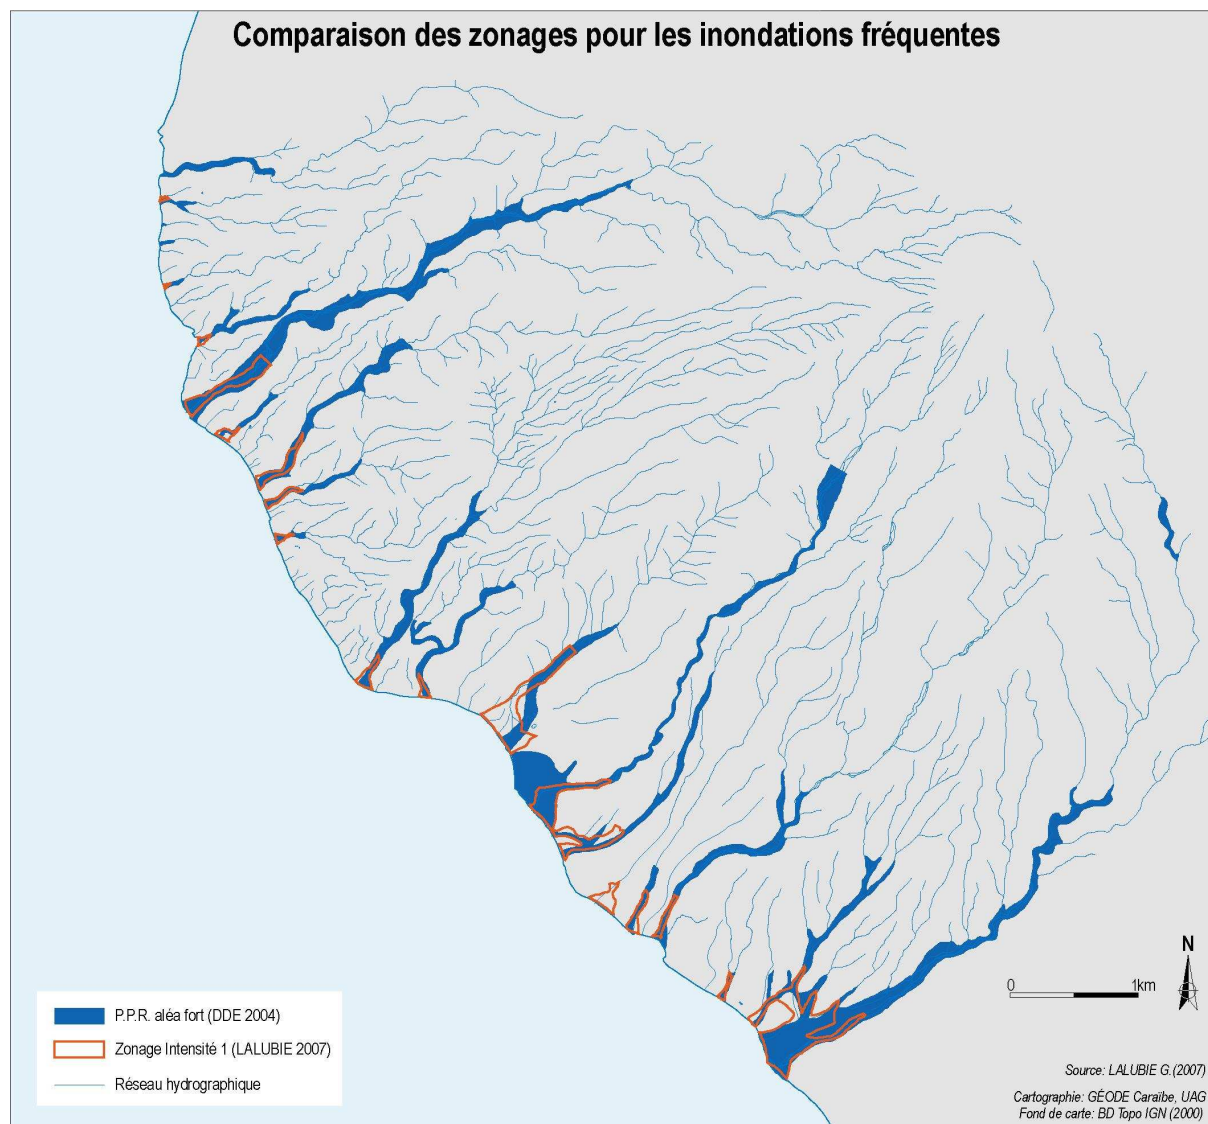 Comparaison des zonages pour les inondations fréquentes
N
0 1km
P.P.R. aléa fort (DDE 2004)
Zonage Intensité 1 (LALUBIE 2007)
Réseau hydrographique
Source: LALUBIE G.(2007)
Cartographie: GÉODE Caraïbe, UAG
Fond de carte: BD Topo IGN (2000)